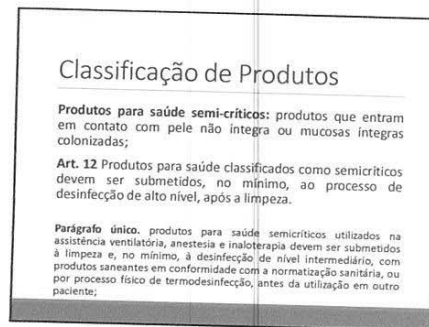 Classificação de Produtos
Produtos para saúde semi-críticos: produtos que entram
em contato com pele não íntegra ou mucosas íntegras
colonizadas;
Art. 12 Produtos para saúde classificados como semicríticos
devem ser submetidos, no mínimo, ao processo de
desinfecção de alto nível, após a limpeza.
Parágrafo único. produtos para saúde semicríticos utilizados na
assistência ventilatória, anestesia e inaloterapia devem ser submetidos
à limpeza e, no mínimo, à desinfecção de nível intermediário, com
produtos saneantes em conformidade com a normatização sanitária, ou
por processo físico de termodesinfecção, antes da utilização em outro
paciente;